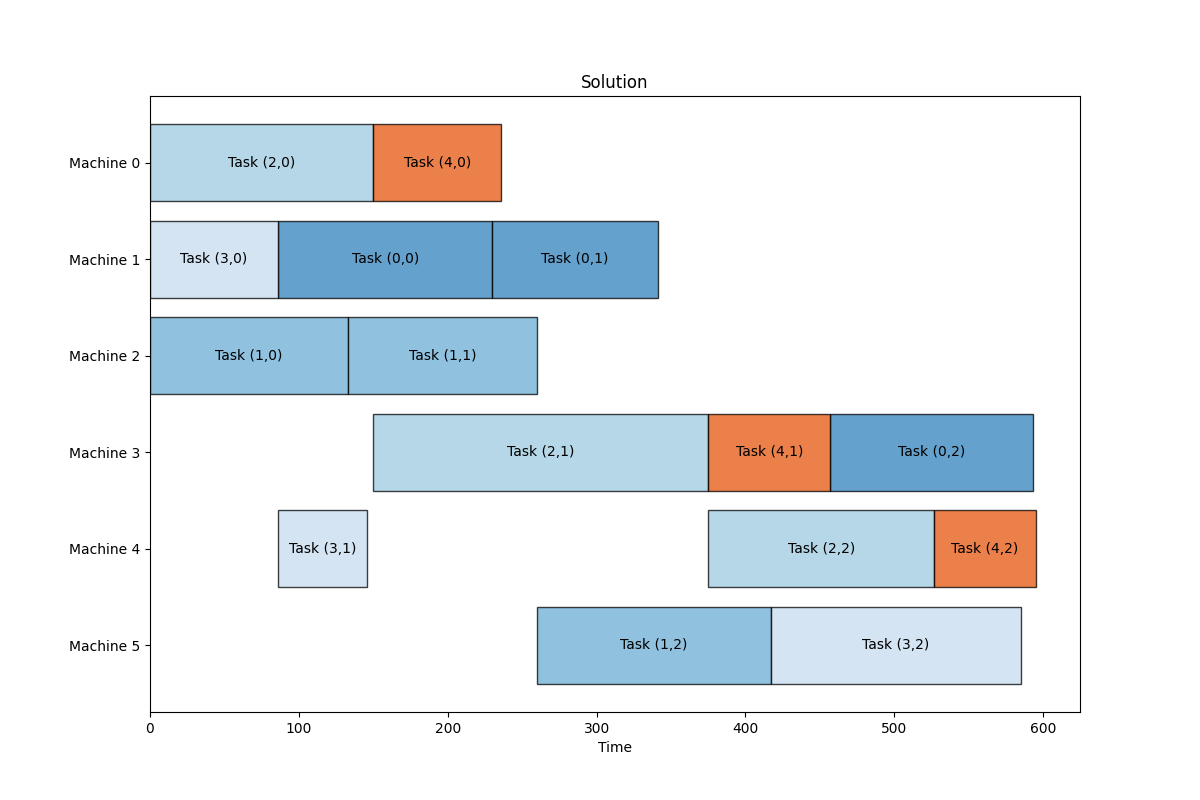 Solution
Machine 0
Task (2,0)
Task (4,0)
Machine 1
Task (3,0)
Task (0,0)
Task (0,1)
Machine 2
Task (1,0)
Task (1,1)
Machine 3
Task (2,1)
Task (4,1)
Task (0,2)
Machine 4
Task (3,1)
Task (2,2)
Task (4,2)
Machine 5
Task (1,2)
Task (3,2)
0 100 200 300 400 500 600
Time